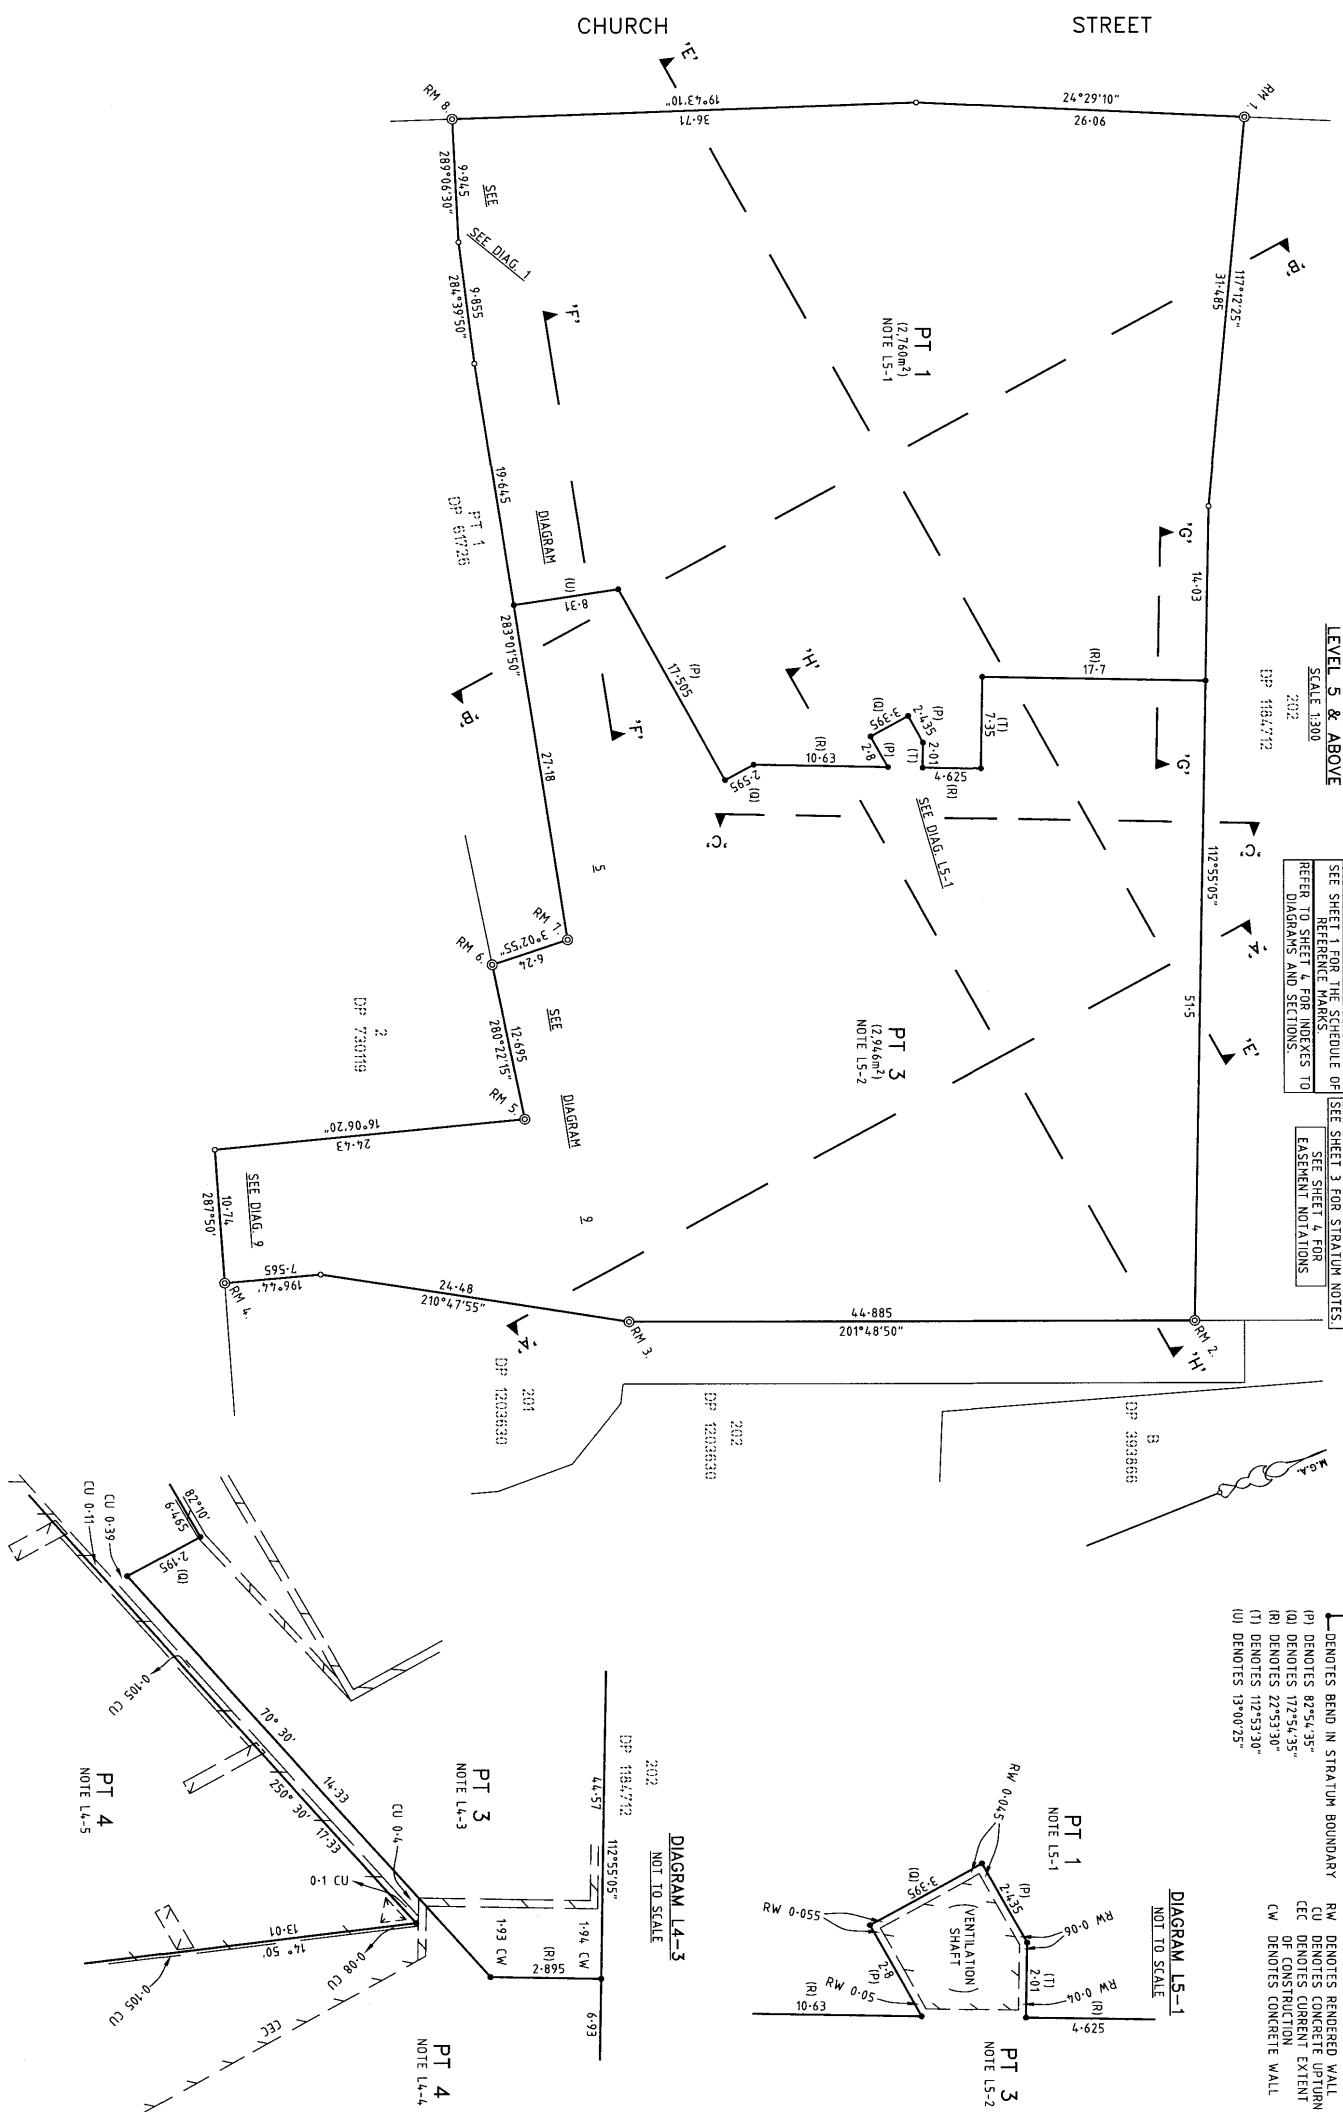 CHURCH STREET
LEVEL 5 & ABOVE
SCALE 1:300
SEE SHEET 1 FOR THE SCHEDULE OF
REFERENCE MARKS.
REFER TO SHEET 4 FOR INDEXES TO
DIAGRAMS AND SECTIONS.
SEE SHEET 3 FOR STRATUM NOTES.
SEE SHEET 4 FOR
EASEMENT NOTATIONS
DENOTES BEND IN STRATUM BOUNDARY
(P) DENOTES 82°54'35"
(Q) DENOTES 172°54'35"
(R) DENOTES 22°53'30"
(T) DENOTES 112°53'30"
(U) DENOTES 13°00'25"
RW DENOTES RENDERED WALL
CU DENOTES CONCRETE UPTURN
CEC DENOTES CURRENT EXTENT
OF CONSTRUCTION
CW DENOTES CONCRETE WALL
202
DP 1184712
M.G.A.
RM 1.
24°29'10"
26·06
19°43'10"
36·71
RM 8.
117°12'25"
31·485
14·03
112°55'05"
51·5
RM 2.
'E'
'B'
'G'
'G'
'C'
'A'
'E'
'H'
PT 1
(2,760m²)
NOTE L5-1
PT 3
(2,946m²)
NOTE L5-2
(R)
17·7
(T)
7·35
4·625 (R)
(T)
2·01
(P)
2·435
(Q)
3·395
(P)
2·8
(R)
10·63
2·595 (Q)
(P)
17·505
(U)
8·31
SEE DIAG. L5-1
'H'
'C'
'F'
'F'
'B'
'A'
9·945
289°06'30"
SEE
SEE DIAG. 1
9·855
284°39'50"
19·645
DIAGRAM
5
PT 1
DP 61726
283°01'50"
27·18
RM 7.
3°02'55"
6·24
RM 6.
12·695
280°22'15"
RM 5.
SEE
DIAGRAM
9
2
DP 730119
16°06'20"
24·43
10·74
287°50'
SEE DIAG. 9
RM 4.
196°44'
7·565
24·48
210°47'55"
RM 3.
44·885
201°48'50"
201
DP 1203630
202
DP 1203630
B
DP 393866
DIAGRAM L5-1
NOT TO SCALE
PT 1
NOTE L5-1
PT 3
NOTE L5-2
RW 0·045
(P)
2·435
RW 0·06
(T)
2·01
RW 0·04
(R)
4·625
(Q)
3·395
VENTILATION
SHAFT
RW 0·055
2·8
(P)
RW 0·05
(R)
10·63
DIAGRAM L4-3
NOT TO SCALE
202
DP 1184712
44·57
112°55'05"
6·93
1·94 CW
(R)
2·895
1·93 CW
PT 3
NOTE L4-3
PT 4
NOTE L4-4
PT 4
NOTE L4-5
82°10'
6·465
2·195 (Q)
CU 0·39
CU 0·11
0·105 CU
70° 30'
14·33
250° 30'
17·33
CU 0·4
0·1 CU
0·08 CU
14° 50'
13·01
0·105 CU
CEC